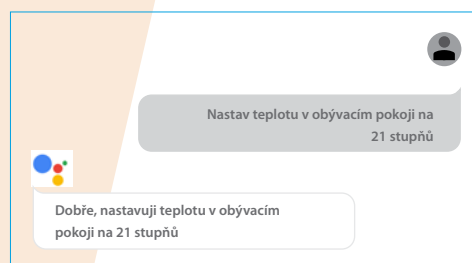 Nastav teplotu v obývacím pokoji na
21 stupňů
Dobře, nastavuji teplotu v obývacím
pokoji na 21 stupňů